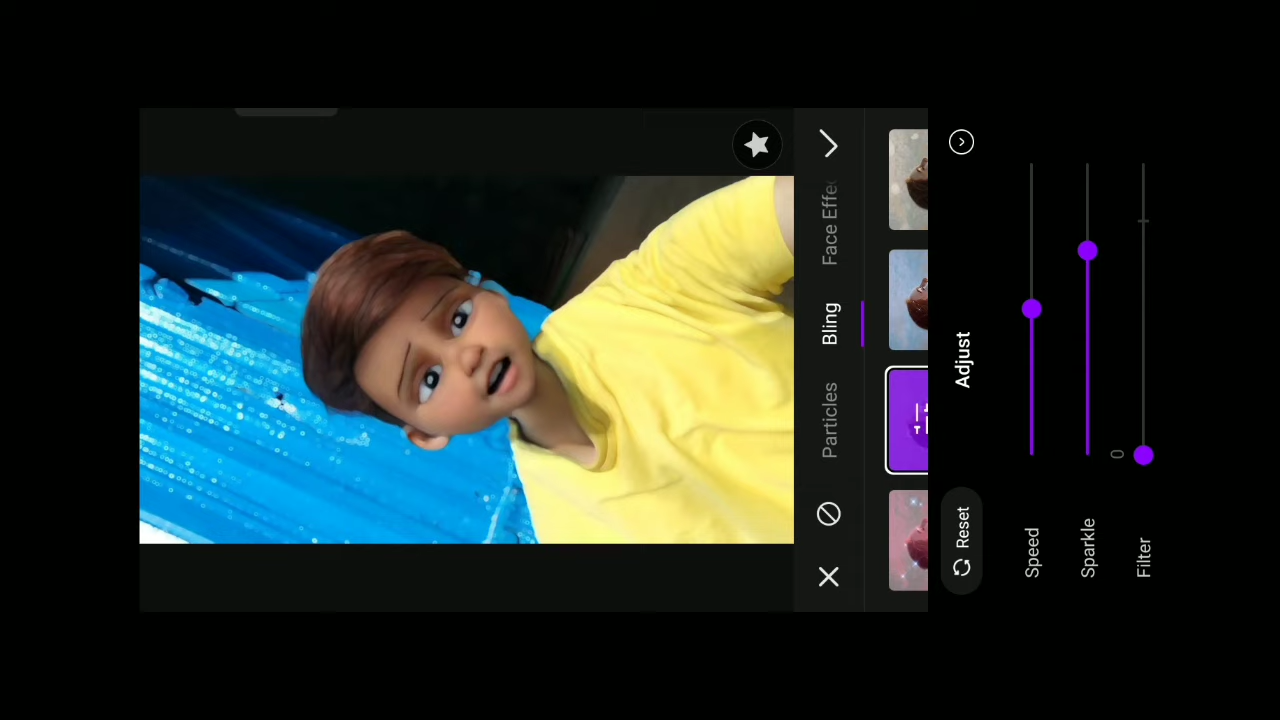 Face Effe
Bling
Particles
Adjust
Reset
Speed
Sparkle
0
Filter